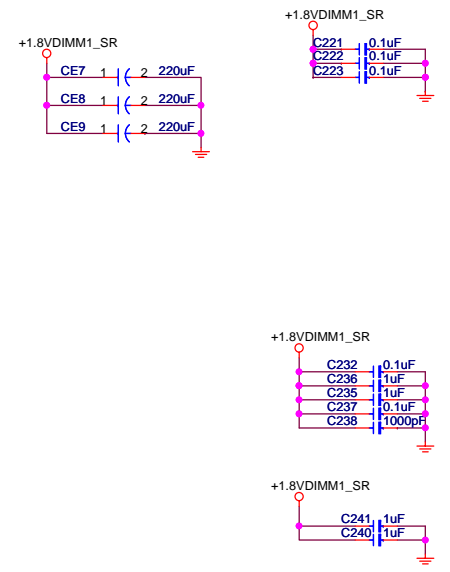 +1.8VDIMM1_SR
C221 0.1uF
C222 0.1uF
C223 0.1uF
+1.8VDIMM1_SR
CE7 1 2 220uF
CE8 1 2 220uF
CE9 1 2 220uF
+1.8VDIMM1_SR
C232 0.1uF
C236 1uF
C235 1uF
C237 0.1uF
C238 1000pF
+1.8VDIMM1_SR
C241 1uF
C240 1uF